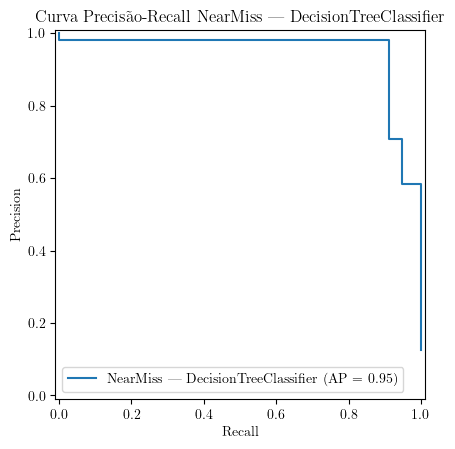 Curva Precisão-Recall NearMiss — DecisionTreeClassifier
1.0
0.8
0.6
0.4
0.2
0.0
Precision
NearMiss — DecisionTreeClassifier (AP = 0.95)
0.0 0.2 0.4 0.6 0.8 1.0
Recall